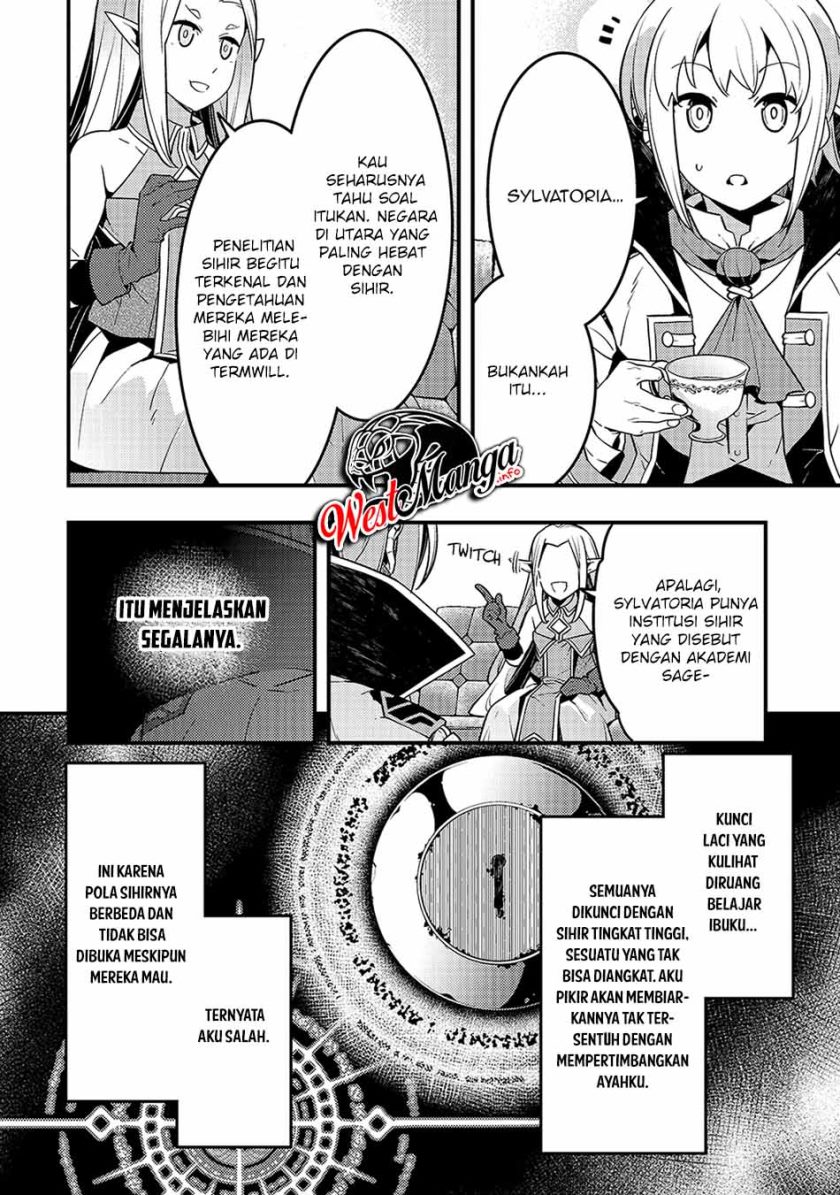 SYLVATORIA...
BUKANKAH
ITU...
KAU
SEHARUSNYA
TAHU SOAL
ITUKAN. NEGARA
DI UTARA YANG
PALING HEBAT
DENGAN
SIHIR.
PENELITIAN
SIHIR BEGITU
TERKENAL DAN
PENGETAHUAN
MEREKA MELE-
BIHI MEREKA
YANG ADA DI
TERMWILL.
WestManga
.info
APALAGI,
SYLVATORIA PUNYA
INSTITUSI SIHIR
YANG DISEBUT
DENGAN AKADEMI
SAGE-
TWITCH
ITU MENJELASKAN
SEGALANYA.
KUNCI
LACI YANG
KULIHAT
DIRUANG
BELAJAR
IBUKU...
SEMUANYA
DIKUNCI DENGAN
SIHIR TINGKAT TINGGI,
SESUATU YANG TAK
BISA DIANGKAT. AKU
PIKIR AKAN MEMBIAR-
KANNYA TAK TER-
SENTUH DENGAN
MEMPERTIMBANGKAN
AYAHKU.
TERNYATA
AKU SALAH.
INI KARENA
POLA SIHIRNYA
BERBEDA DAN
TIDAK BISA
DIBUKA MESKIPUN
MEREKA MAU.